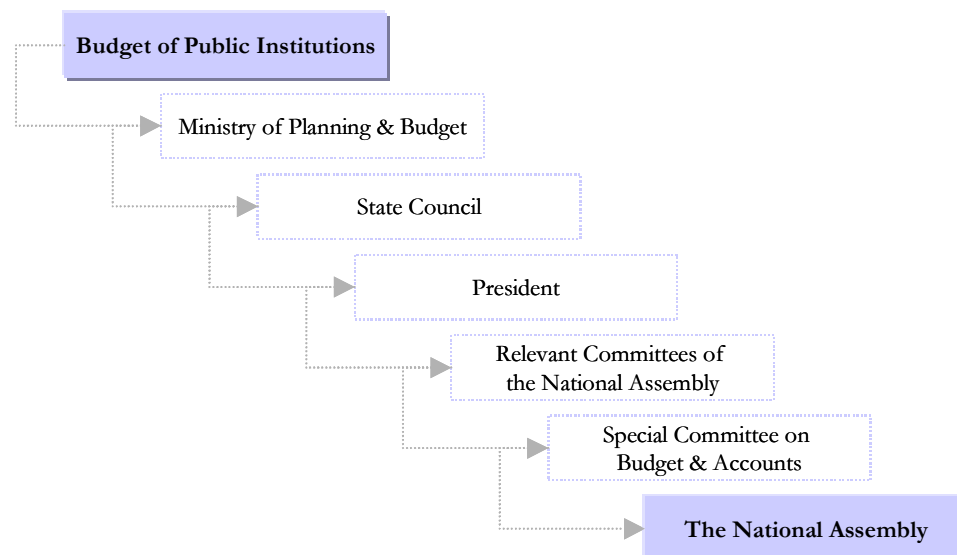 Budget of Public Institutions
Ministry of Planning & Budget
State Council
President
Relevant Committees of
the National Assembly
Special Committee on
Budget & Accounts
The National Assembly